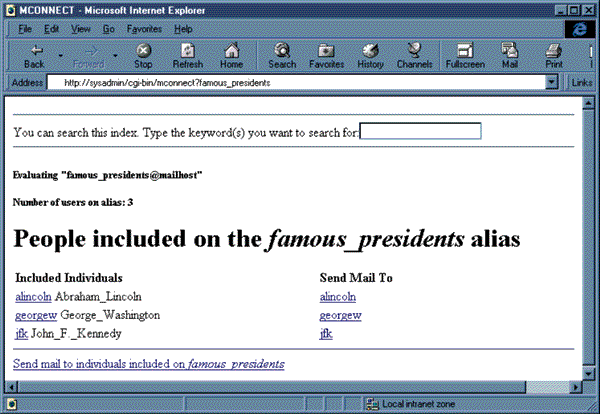 MCONNECT - Microsoft Internet Explorer
File Edit View Go Favorites Help
Back Forward Stop Refresh Home Search Favorites History Channels Fullscreen Mail Print
Address http://sysadmin/cgi-bin/mconnect?famous_presidents Links
You can search this index. Type the keyword(s) you want to search for:
Evaluating "famous_presidents@mailhost"
Number of users on alias: 3
People included on the famous_presidents alias
Included Individuals Send Mail To
alincoln Abraham_Lincoln alincoln
georgew George_Washington georgew
jfk John_F._Kennedy jfk
Send mail to individuals included on famous_presidents
Local intranet zone